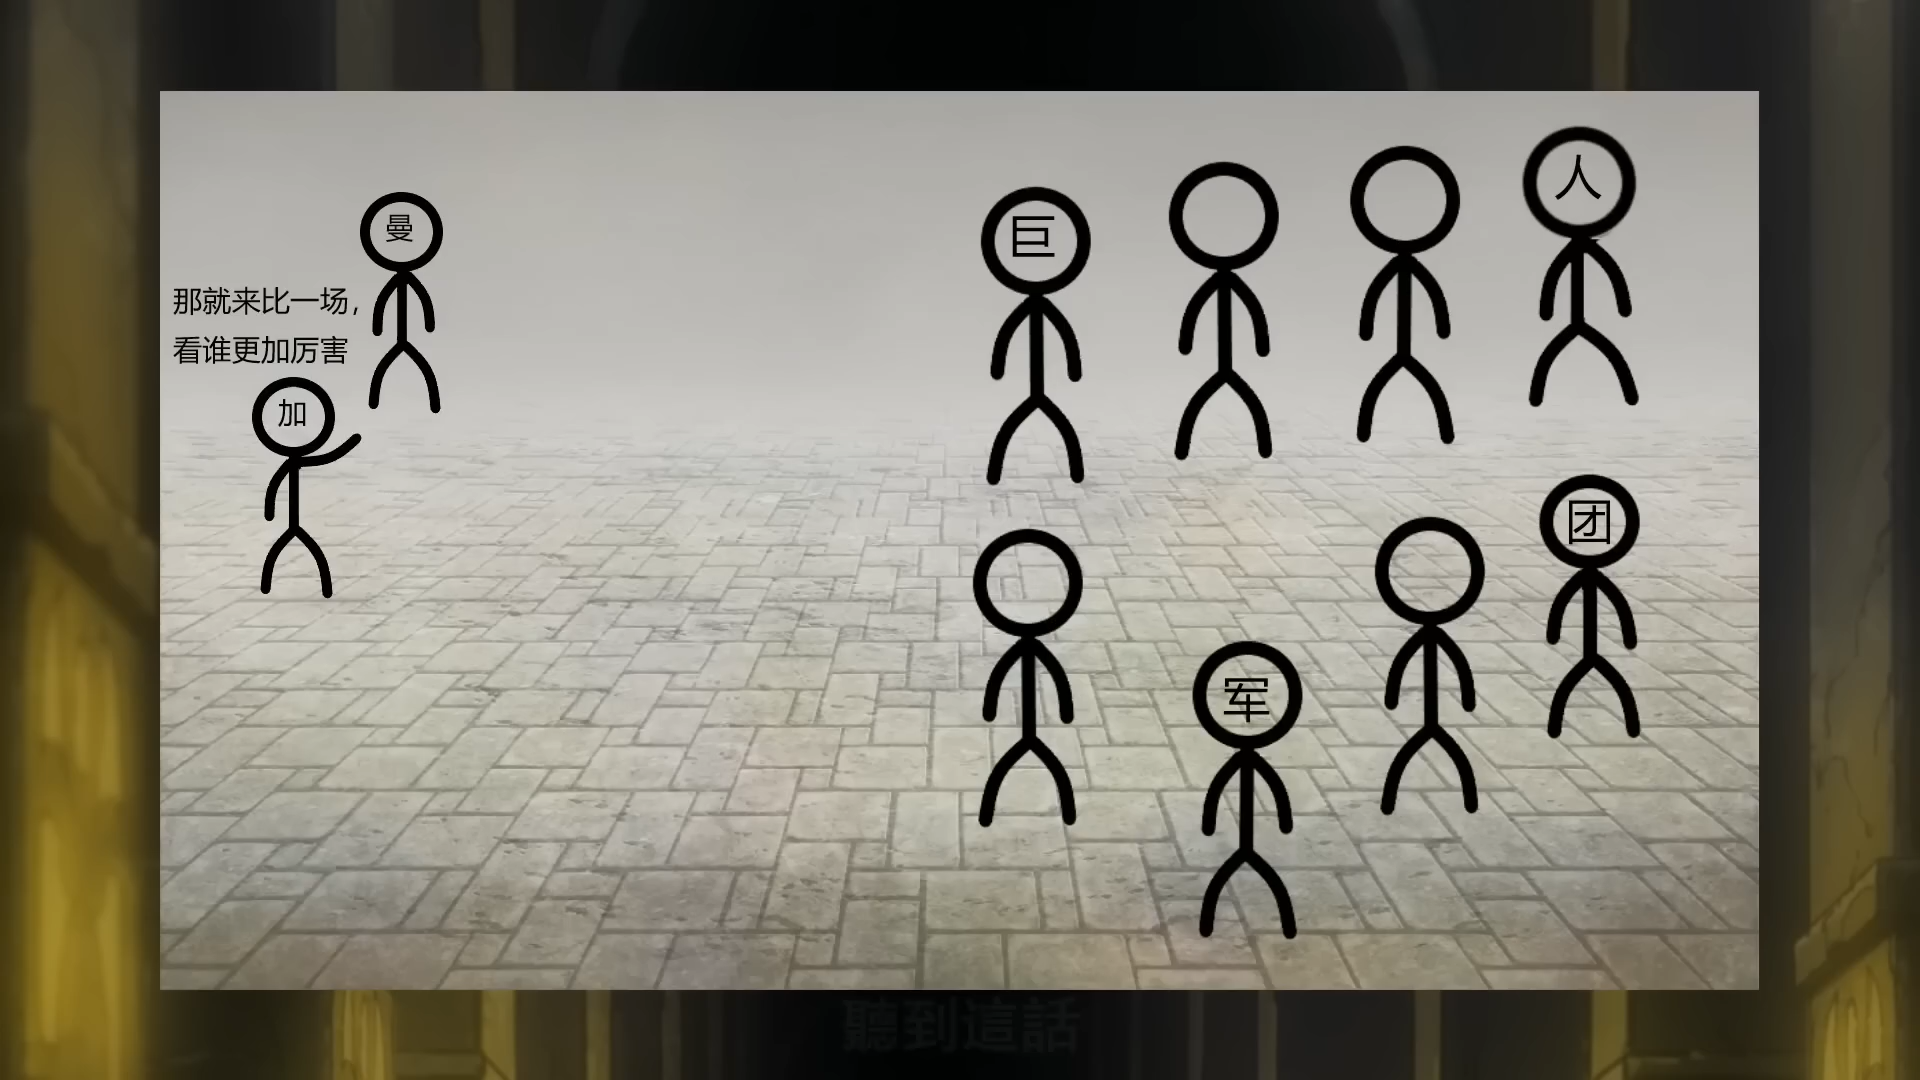 曼
那就来比一场，
看谁更加厉害
加
巨
人
军
团
聽到這話